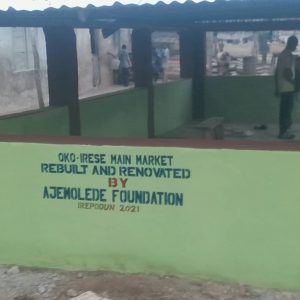 OKO-IRESE MAIN MARKET
REBUILT AND RENOVATED
BY
AJEMOLEDE FOUNDATION
IREPODUN 2021